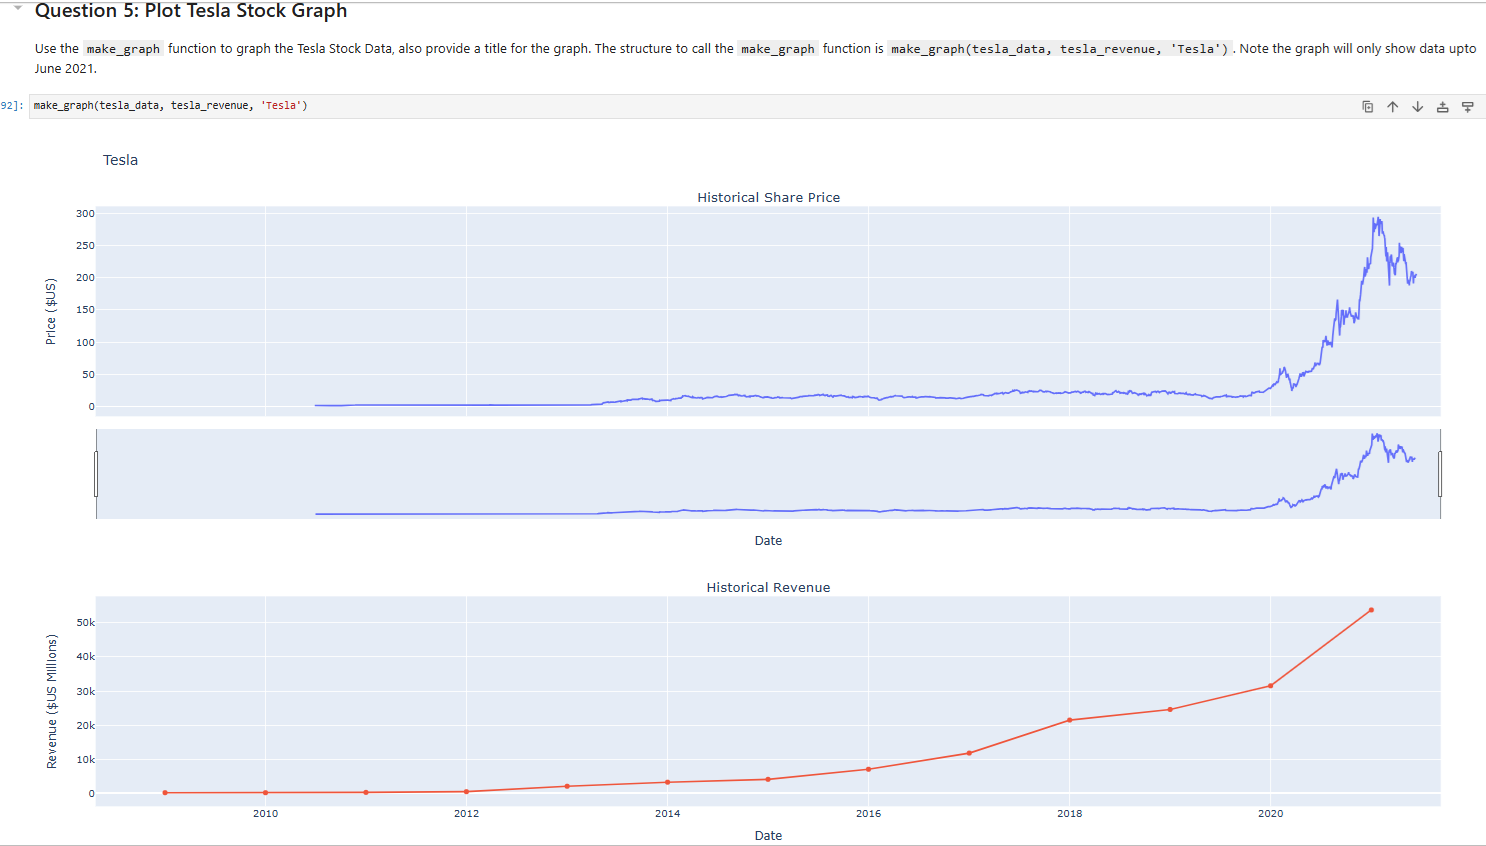 Question 5: Plot Tesla Stock Graph
Use the make_graph function to graph the Tesla Stock Data, also provide a title for the graph. The structure to call the make_graph function is make_graph(tesla_data, tesla_revenue, 'Tesla'). Note the graph will only show data upto
June 2021.
92]: make_graph(tesla_data, tesla_revenue, 'Tesla')
Tesla
Historical Share Price
300
250
200
150
100
50
0
Price ($US)
Date
Historical Revenue
50k
40k
30k
20k
10k
0
Revenue ($US Millions)
2010 2012 2014 2016 2018 2020
Date